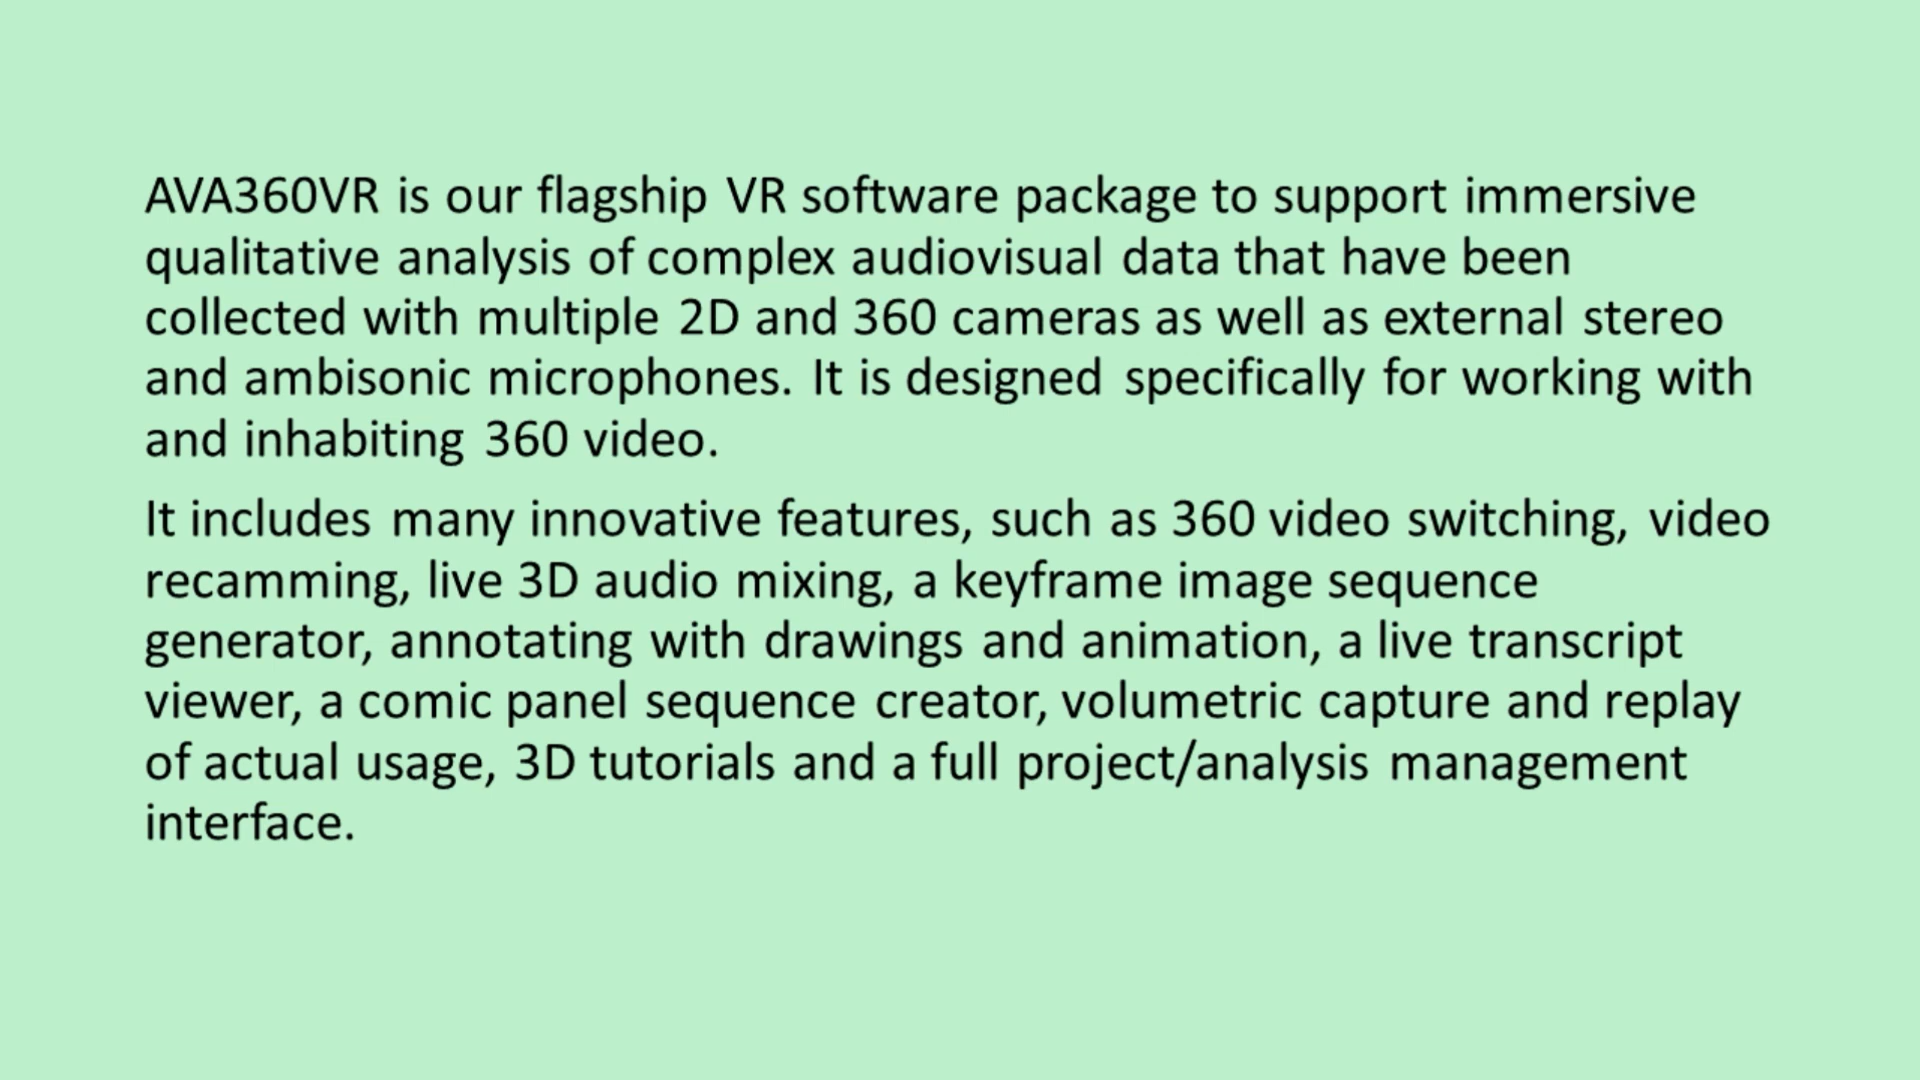 AVA360VR is our flagship VR software package to support immersive
qualitative analysis of complex audiovisual data that have been
collected with multiple 2D and 360 cameras as well as external stereo
and ambisonic microphones. It is designed specifically for working with
and inhabiting 360 video.
It includes many innovative features, such as 360 video switching, video
recamming, live 3D audio mixing, a keyframe image sequence
generator, annotating with drawings and animation, a live transcript
viewer, a comic panel sequence creator, volumetric capture and replay
of actual usage, 3D tutorials and a full project/analysis management
interface.